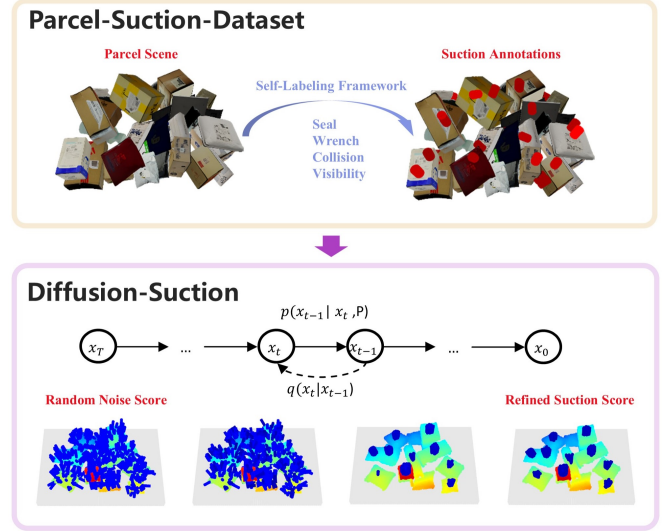 Parcel-Suction-Dataset
Parcel Scene
Suction Annotations
Self-Labeling Framework
Seal
Wrench
Collision
Visibility
Diffusion-Suction
p(x_{t-1}| x_t ,P)
x_T ... x_t x_{t-1} ... x_0
q(x_t|x_{t-1})
Random Noise Score
Refined Suction Score